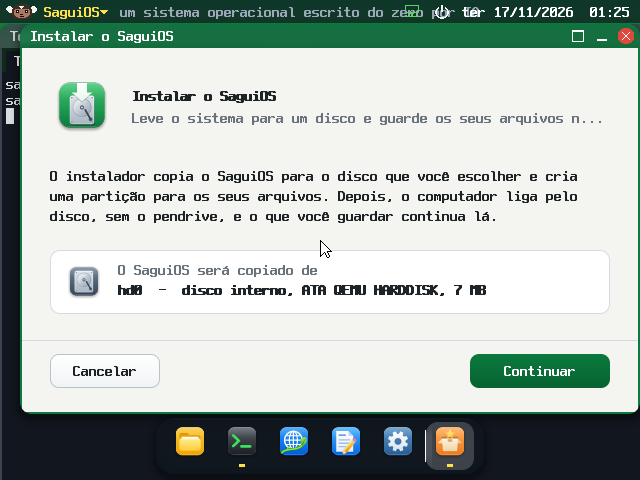 SaguiOS um sistema operacional escrito do zero por IA ter 17/11/2026 01:25
Instalar o SaguiOS
Instalar o SaguiOS
Leve o sistema para um disco e guarde os seus arquivos n...
O instalador copia o SaguiOS para o disco que você escolher e cria
uma partição para os seus arquivos. Depois, o computador liga pelo
disco, sem o pendrive, e o que você guardar continua lá.
O SaguiOS será copiado de
hd0 - disco interno, ATA QEMU HARDDISK, 7 MB
Cancelar
Continuar